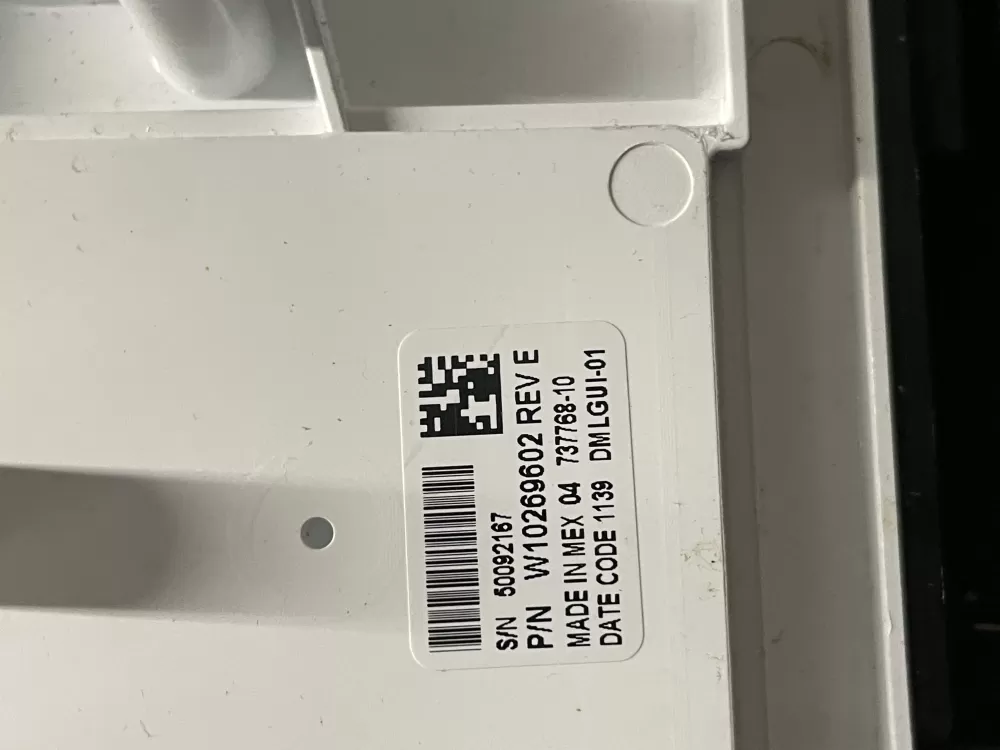 S/N 50092167
P/N W10269602 REV E
MADE IN MEX 04 737768-10
DATE CODE 1139 DMLGUI-01